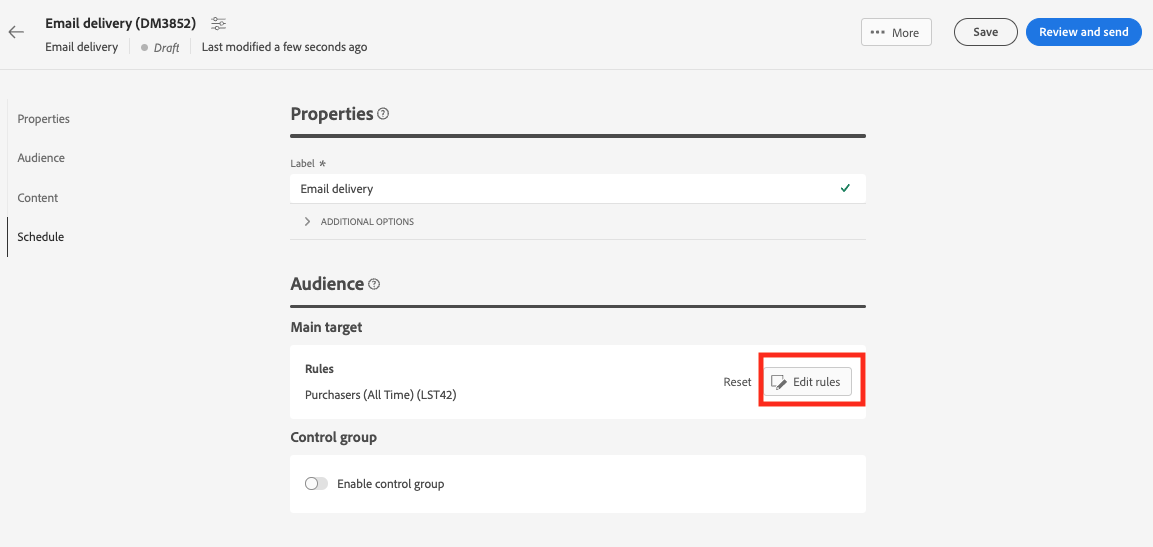 Email delivery (DM3852)
Email delivery Draft Last modified a few seconds ago
••• More
Save
Review and send
Properties
Audience
Content
Schedule
Properties
Label *
Email delivery
ADDITIONAL OPTIONS
Audience
Main target
Rules
Purchasers (All Time) (LST42)
Reset
Edit rules
Control group
Enable control group